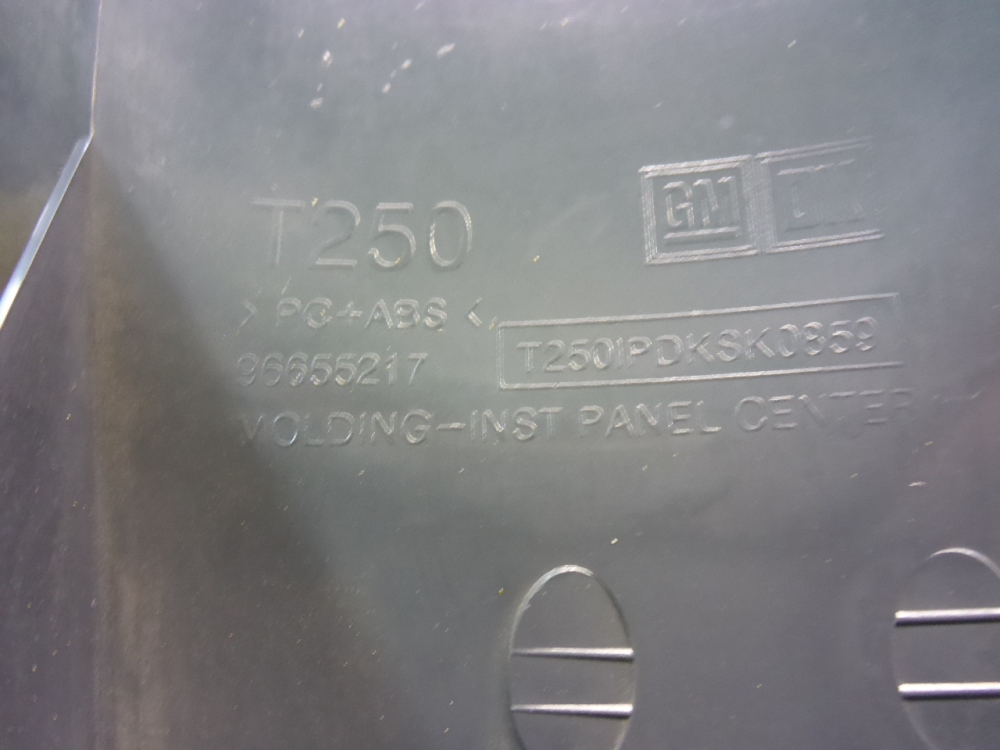 T250
GM
>PC+ABS<
96655217
T250IPDKSK0859
MOLDING-INST PANEL CENTER